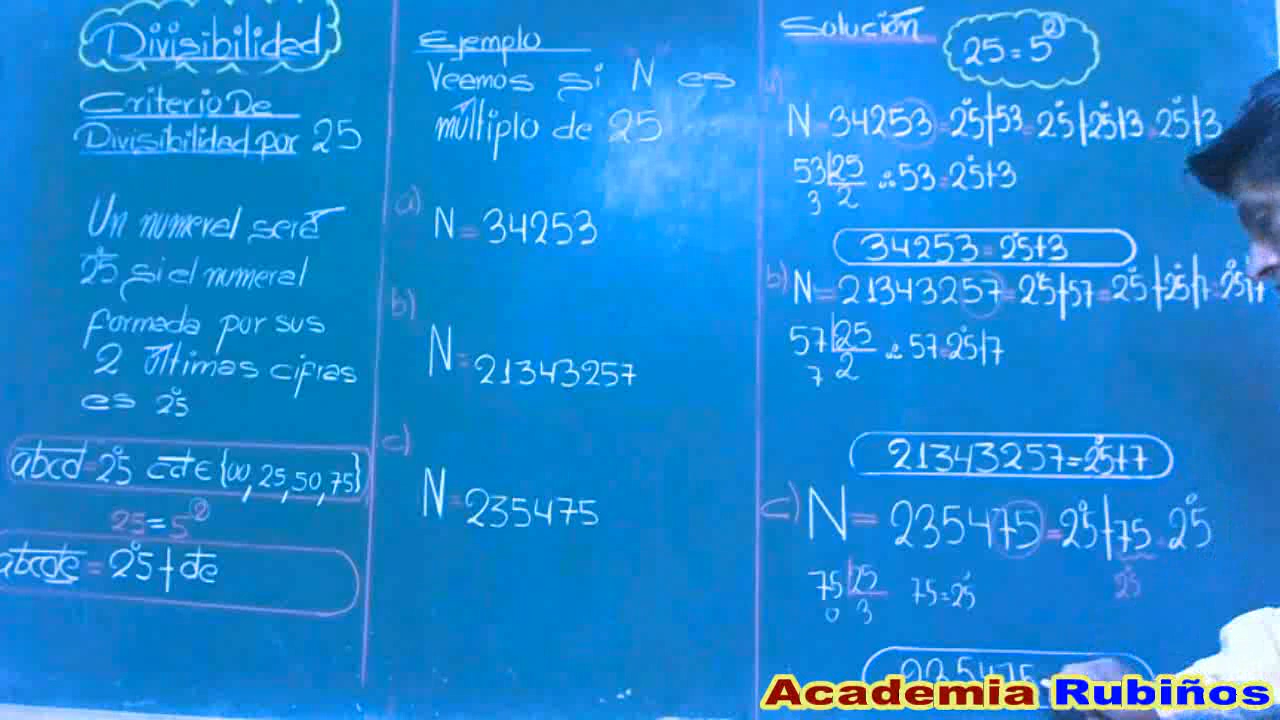 Divisibilidad
Criterio De
Divisibilidad por 25
Un numeral será
25̊ si el numeral
formada por sus
2 últimas cifras
es 25̊
abcd = 25̊ cd ∈ {00, 25, 50, 75}
25 = 5²
abcde = 25̊ + de
Ejemplo
Veemos si N es
múltiplo de 25
a)
N = 34253
b)
N = 21343257
c)
N = 235475
Solución
25 = 5²
a)
N = 34253 = 25̊ + 53 = 25̊ + 25̊ + 3 = 25̊ + 3
53 | 25 ∴ 53 = 25̊ + 3
3 2
34253 = 25̊ + 3
b) N = 21343257 = 25̊ + 57 = 25̊ + 25̊ + 7 = 25̊ + 7
57 | 25 ∴ 57 = 25̊ + 7
7 2
21343257 = 25̊ + 7
c) N = 235475 = 25̊ + 75 = 25̊
25̊
75 | 25 75 = 25̊
0 3
235475
Academia Rubiños